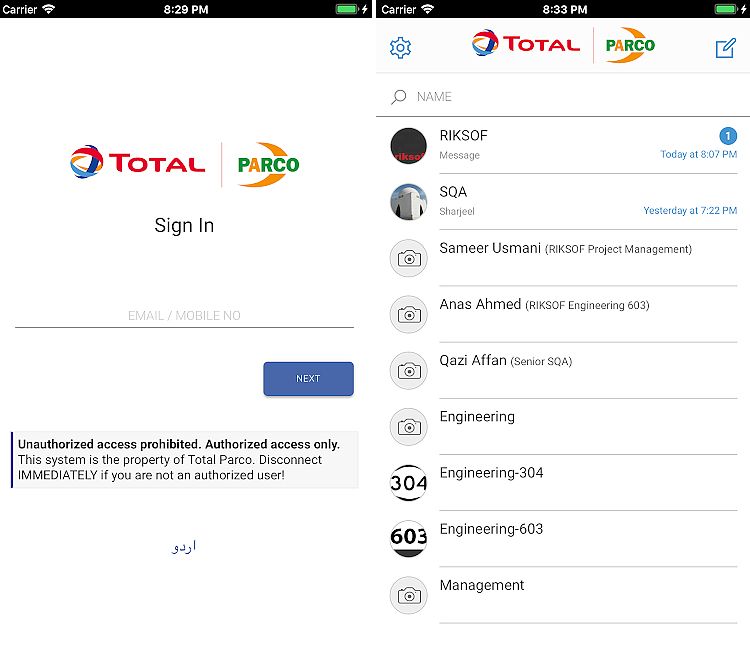 Carrier
8:29 PM
TOTAL
PARCO
Sign In
EMAIL / MOBILE NO
NEXT
Unauthorized access prohibited. Authorized access only.
This system is the property of Total Parco. Disconnect
IMMEDIATELY if you are not an authorized user!
اردو
Carrier
8:33 PM
TOTAL
PARCO
NAME
riksof
RIKSOF
1
Message
Today at 8:07 PM
SQA
Sharjeel
Yesterday at 7:22 PM
Sameer Usmani (RIKSOF Project Management)
Anas Ahmed (RIKSOF Engineering 603)
Qazi Affan (Senior SQA)
Engineering
304
Engineering-304
603
Engineering-603
Management